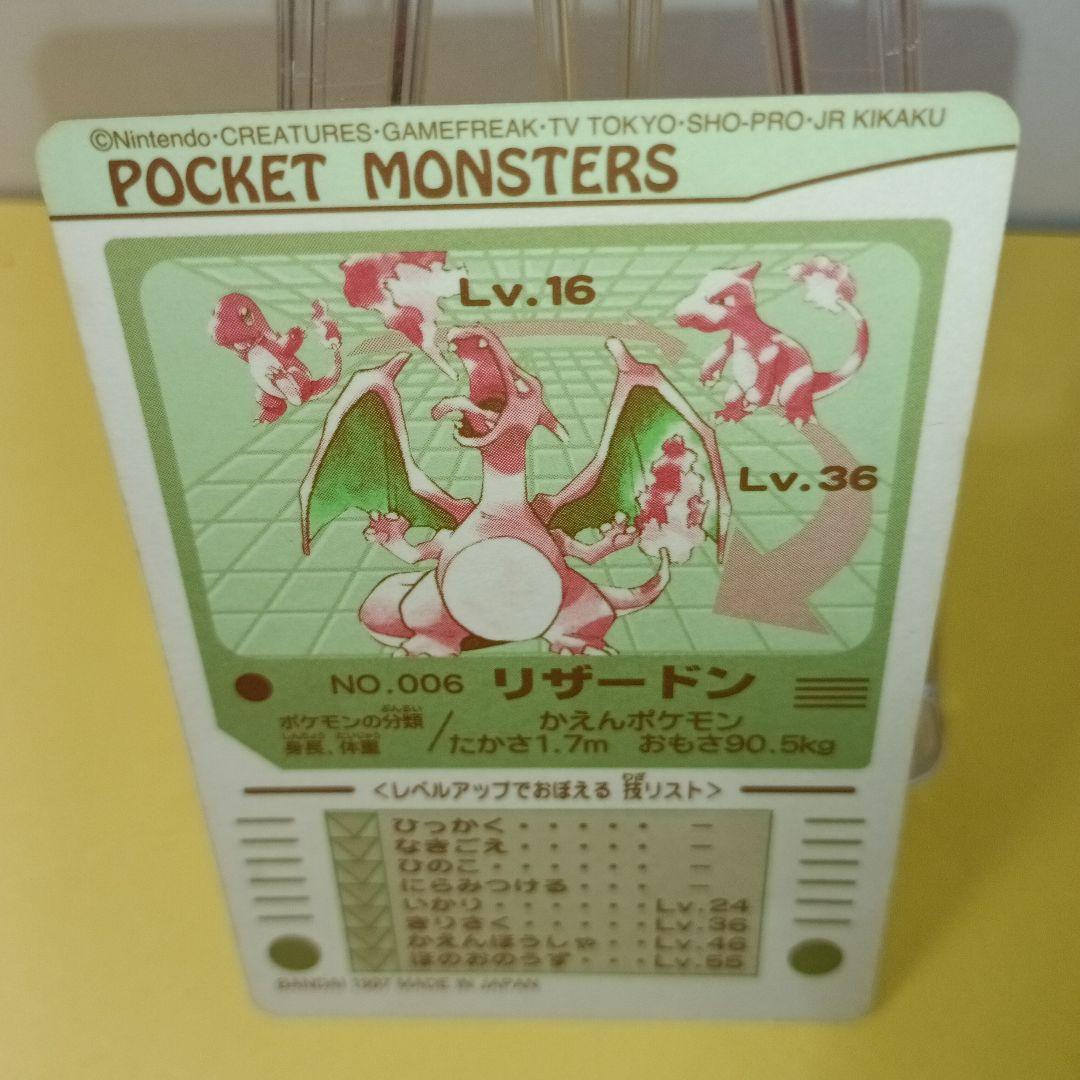 ©Nintendo・CREATURES・GAMEFREAK・TV TOKYO・SHO-PRO・JR KIKAKU
POCKET MONSTERS
Lv.16
Lv.36
NO.006 リザードン
ポケモンの分類 / かえんポケモン
身長、体重 たかさ1.7m おもさ90.5kg
<レベルアップでおぼえる 技リスト>
ひっかく・・・・・ －
なきごえ・・・・・ －
ひのこ・・・・・・ －
にらみつける・・・ －
いかり・・・・・・Lv.24
きりさく・・・・・Lv.36
かえんほうしゃ・・Lv.46
ほのおのうず・・・Lv.55
BANDAI 1997 MADE IN JAPAN